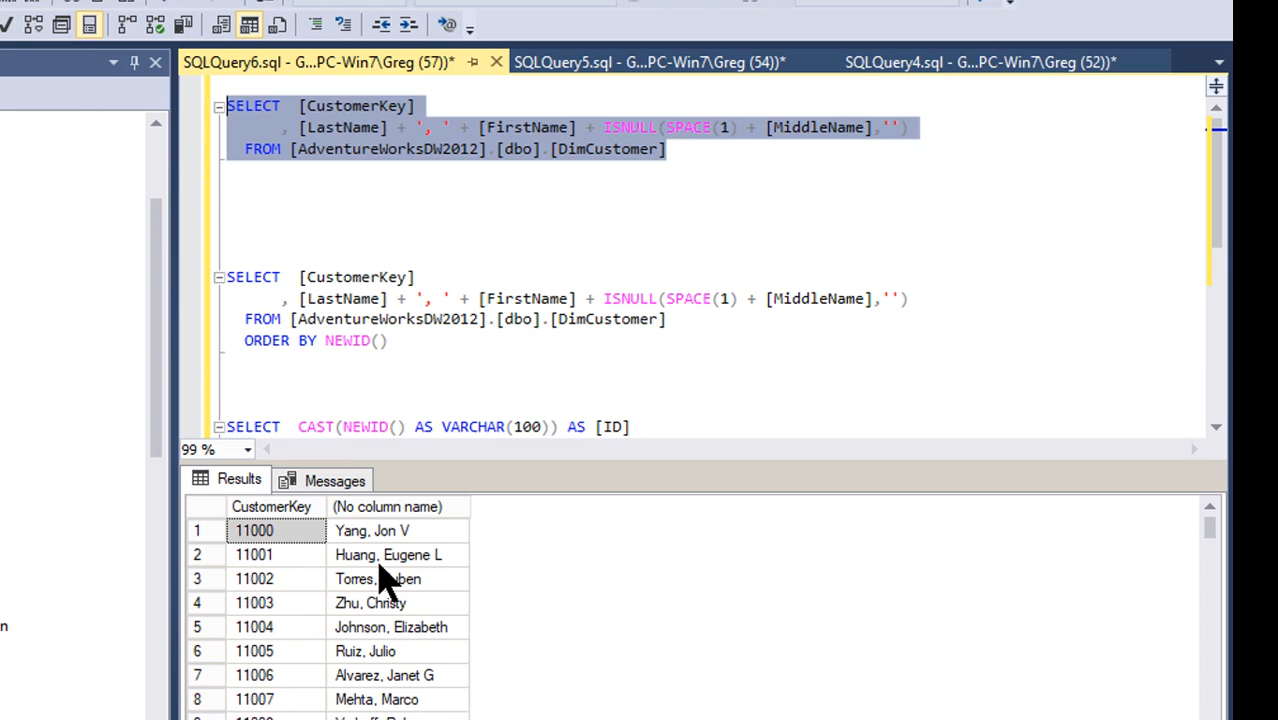 SQLQuery6.sql - G...PC-Win7\Greg (57))* SQLQuery5.sql - G...PC-Win7\Greg (54))* SQLQuery4.sql - G...PC-Win7\Greg (52))*
SELECT [CustomerKey]
, [LastName] + ', ' + [FirstName] + ISNULL(SPACE(1) + [MiddleName],'')
FROM [AdventureWorksDW2012].[dbo].[DimCustomer]
SELECT [CustomerKey]
, [LastName] + ', ' + [FirstName] + ISNULL(SPACE(1) + [MiddleName],'')
FROM [AdventureWorksDW2012].[dbo].[DimCustomer]
ORDER BY NEWID()
SELECT CAST(NEWID() AS VARCHAR(100)) AS [ID]
99 %
Results Messages
CustomerKey (No column name)
1 11000 Yang, Jon V
2 11001 Huang, Eugene L
3 11002 Torres,
4 11003 Zhu, Christy
5 11004 Johnson, Elizabeth
6 11005 Ruiz, Julio
7 11006 Alvarez, Janet G
8 11007 Mehta, Marco